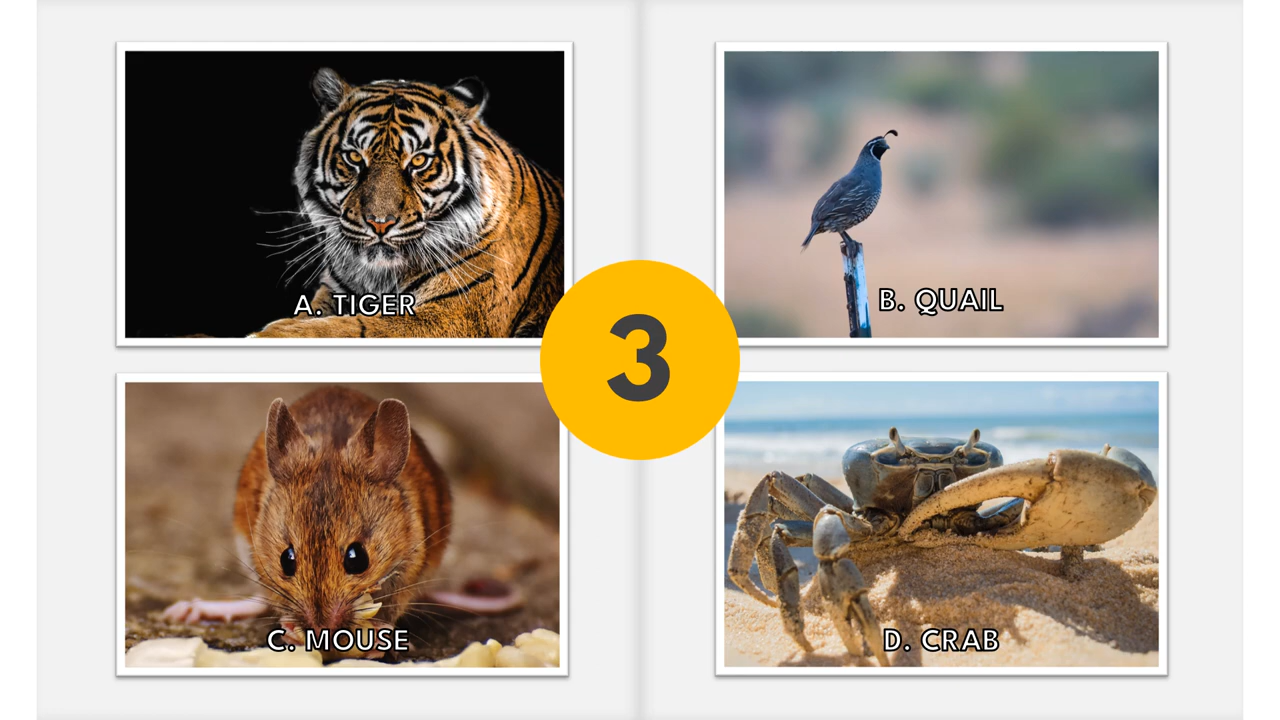 A. TIGER
B. QUAIL
3
C. MOUSE
D. CRAB